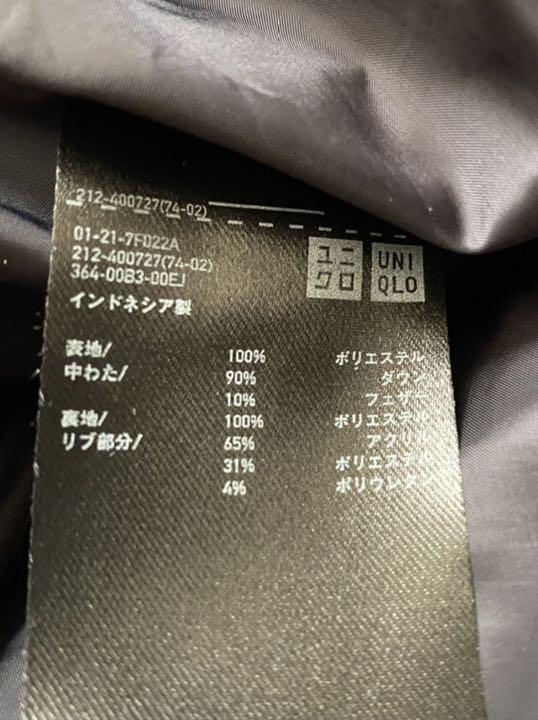 212-400727(74-02)
01-21-7F022A
212-400727(74-02)
364-00B3-00EJ
ユニ
クロ
UNI
QLO
インドネシア製
表地/ 100% ポリエステル
中わた/ 90% ダウン
10% フェザー
裏地/ 100% ポリエステル
リブ部分/ 65% アクリル
31% ポリエステル
4% ポリウレタン